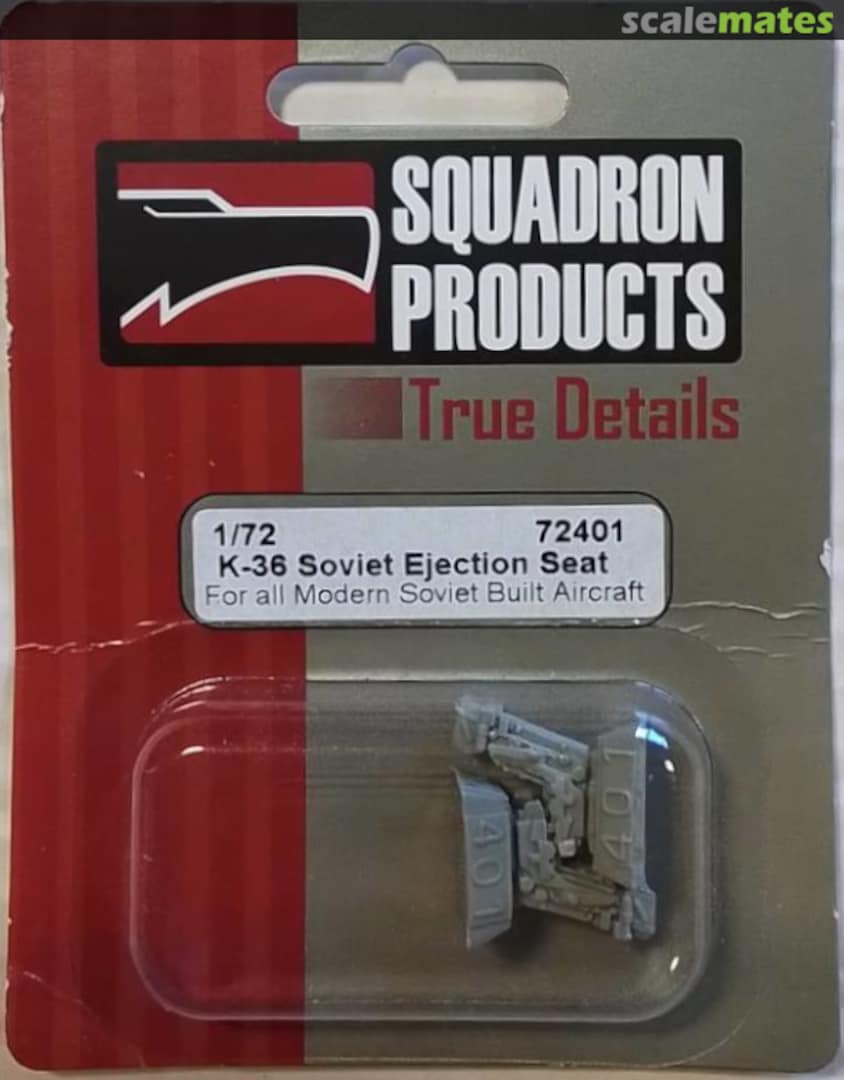 scalemates
SQUADRON
PRODUCTS
True Details
1/72 72401
K-36 Soviet Ejection Seat
For all Modern Soviet Built Aircraft
401
401